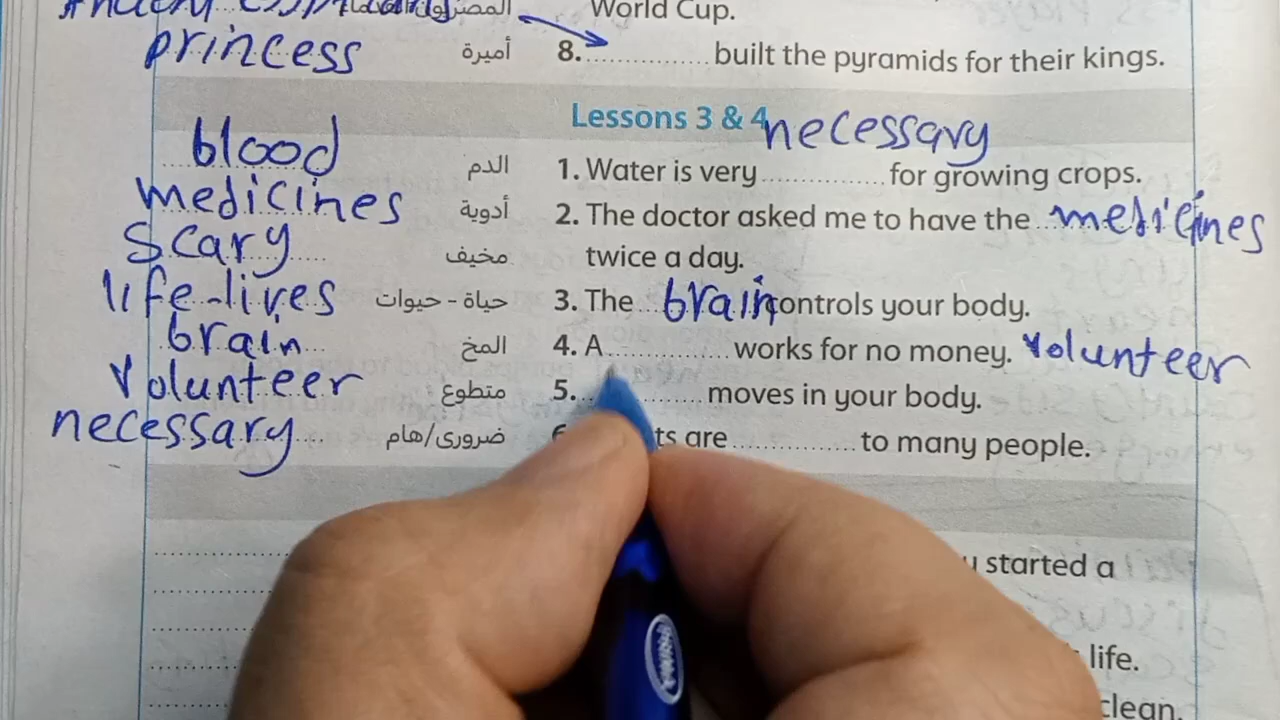 World Cup.
princess أميرة 8. .............. built the pyramids for their kings.
Lessons 3 & 4
necessary
blood الدم 1. Water is very .............. for growing crops.
medicines أدوية 2. The doctor asked me to have the medicines
scary مخيف twice a day.
life-lives حياة - حيوات 3. The brain controls your body.
brain المخ 4. A .............. works for no money. Volunteer
Volunteer متطوع 5. .............. moves in your body.
necessary ضرورى/هام ts are .............. to many people.
started a
life.
clean.